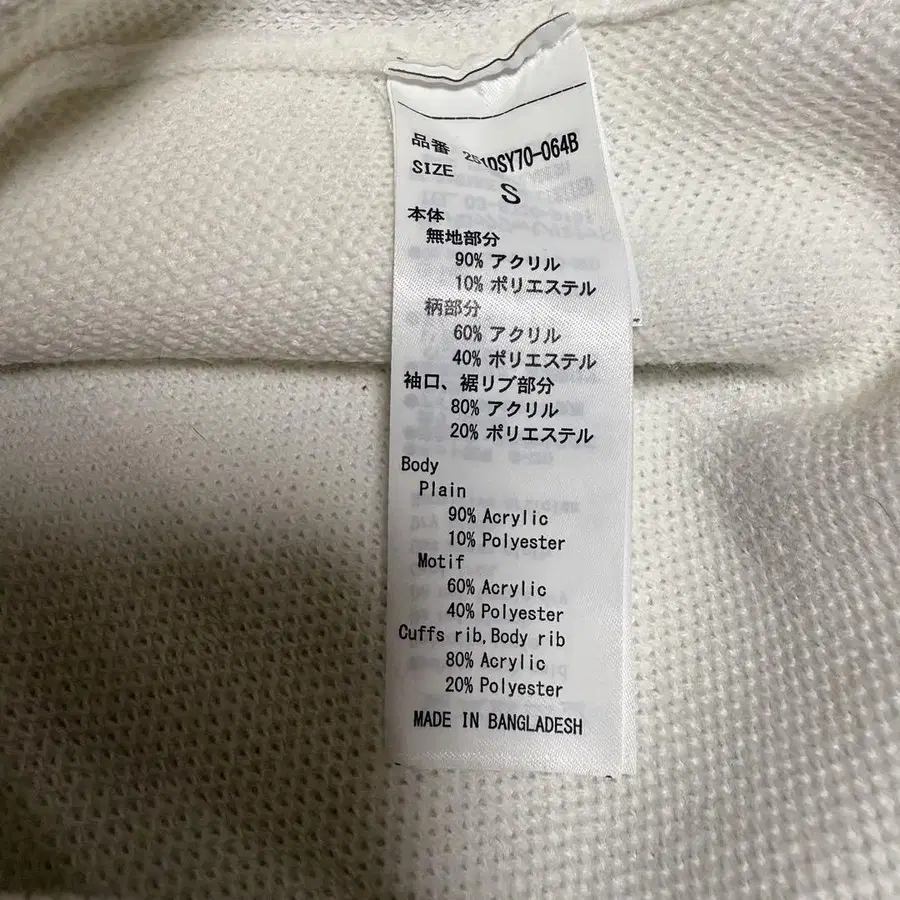 品番 251DSY70-064B
SIZE S
本体
無地部分
90% アクリル
10% ポリエステル
柄部分
60% アクリル
40% ポリエステル
袖口、裾リブ部分
80% アクリル
20% ポリエステル
Body
Plain
90% Acrylic
10% Polyester
Motif
60% Acrylic
40% Polyester
Cuffs rib,Body rib
80% Acrylic
20% Polyester
MADE IN BANGLADESH